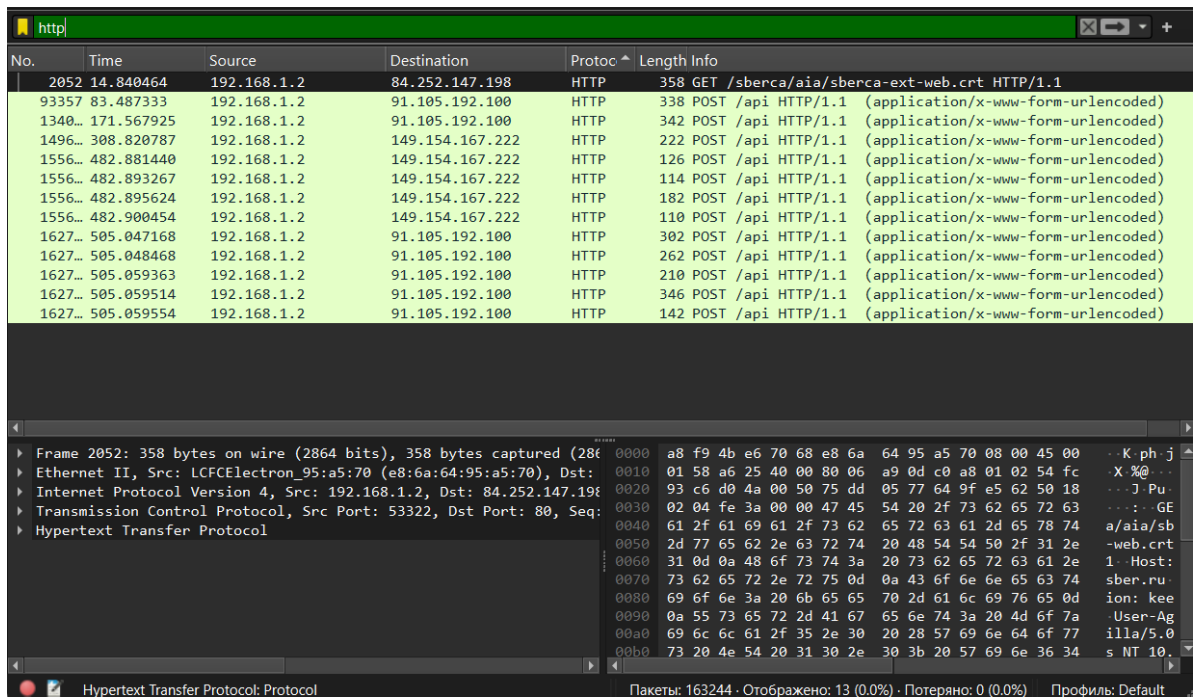 http
No. Time Source Destination Protoc Length Info
2052 14.840464 192.168.1.2 84.252.147.198 HTTP 358 GET /sberca/aia/sberca-ext-web.crt HTTP/1.1
93357 83.487333 192.168.1.2 91.105.192.100 HTTP 338 POST /api HTTP/1.1 (application/x-www-form-urlencoded)
1340… 171.567925 192.168.1.2 91.105.192.100 HTTP 342 POST /api HTTP/1.1 (application/x-www-form-urlencoded)
1496… 308.820787 192.168.1.2 149.154.167.222 HTTP 222 POST /api HTTP/1.1 (application/x-www-form-urlencoded)
1556… 482.881440 192.168.1.2 149.154.167.222 HTTP 126 POST /api HTTP/1.1 (application/x-www-form-urlencoded)
1556… 482.893267 192.168.1.2 149.154.167.222 HTTP 114 POST /api HTTP/1.1 (application/x-www-form-urlencoded)
1556… 482.895624 192.168.1.2 149.154.167.222 HTTP 182 POST /api HTTP/1.1 (application/x-www-form-urlencoded)
1556… 482.900454 192.168.1.2 149.154.167.222 HTTP 110 POST /api HTTP/1.1 (application/x-www-form-urlencoded)
1627… 505.047168 192.168.1.2 91.105.192.100 HTTP 302 POST /api HTTP/1.1 (application/x-www-form-urlencoded)
1627… 505.048468 192.168.1.2 91.105.192.100 HTTP 262 POST /api HTTP/1.1 (application/x-www-form-urlencoded)
1627… 505.059363 192.168.1.2 91.105.192.100 HTTP 210 POST /api HTTP/1.1 (application/x-www-form-urlencoded)
1627… 505.059514 192.168.1.2 91.105.192.100 HTTP 346 POST /api HTTP/1.1 (application/x-www-form-urlencoded)
1627… 505.059554 192.168.1.2 91.105.192.100 HTTP 142 POST /api HTTP/1.1 (application/x-www-form-urlencoded)
Frame 2052: 358 bytes on wire (2864 bits), 358 bytes captured (286
Ethernet II, Src: LCFCElectron_95:a5:70 (e8:6a:64:95:a5:70), Dst:
Internet Protocol Version 4, Src: 192.168.1.2, Dst: 84.252.147.198
Transmission Control Protocol, Src Port: 53322, Dst Port: 80, Seq:
Hypertext Transfer Protocol
0000 a8 f9 4b e6 70 68 e8 6a 64 95 a5 70 08 00 45 00 ··K·ph·j
0010 01 58 a6 25 40 00 80 06 a9 0d c0 a8 01 02 54 fc ·X·%@···
0020 93 c6 d0 4a 00 50 75 dd 05 77 64 9f e5 62 50 18 ···J·Pu·
0030 02 04 fe 3a 00 00 47 45 54 20 2f 73 62 65 72 63 ···:··GE
0040 61 2f 61 69 61 2f 73 62 65 72 63 61 2d 65 78 74 a/aia/sb
0050 2d 77 65 62 2e 63 72 74 20 48 54 54 50 2f 31 2e -web.crt
0060 31 0d 0a 48 6f 73 74 3a 20 73 62 65 72 63 61 2e 1··Host:
0070 73 62 65 72 2e 72 75 0d 0a 43 6f 6e 6e 65 63 74 sber.ru·
0080 69 6f 6e 3a 20 6b 65 65 70 2d 61 6c 69 76 65 0d ion: kee
0090 0a 55 73 65 72 2d 41 67 65 6e 74 3a 20 4d 6f 7a ·User-Ag
00a0 69 6c 6c 61 2f 35 2e 30 20 28 57 69 6e 64 6f 77 illa/5.0
00b0 73 20 4e 54 20 31 30 2e 30 3b 20 57 69 6e 36 34 s NT 10.
Hypertext Transfer Protocol: Protocol
Пакеты: 163244 · Отображено: 13 (0.0%) · Потеряно: 0 (0.0%)
Профиль: Default